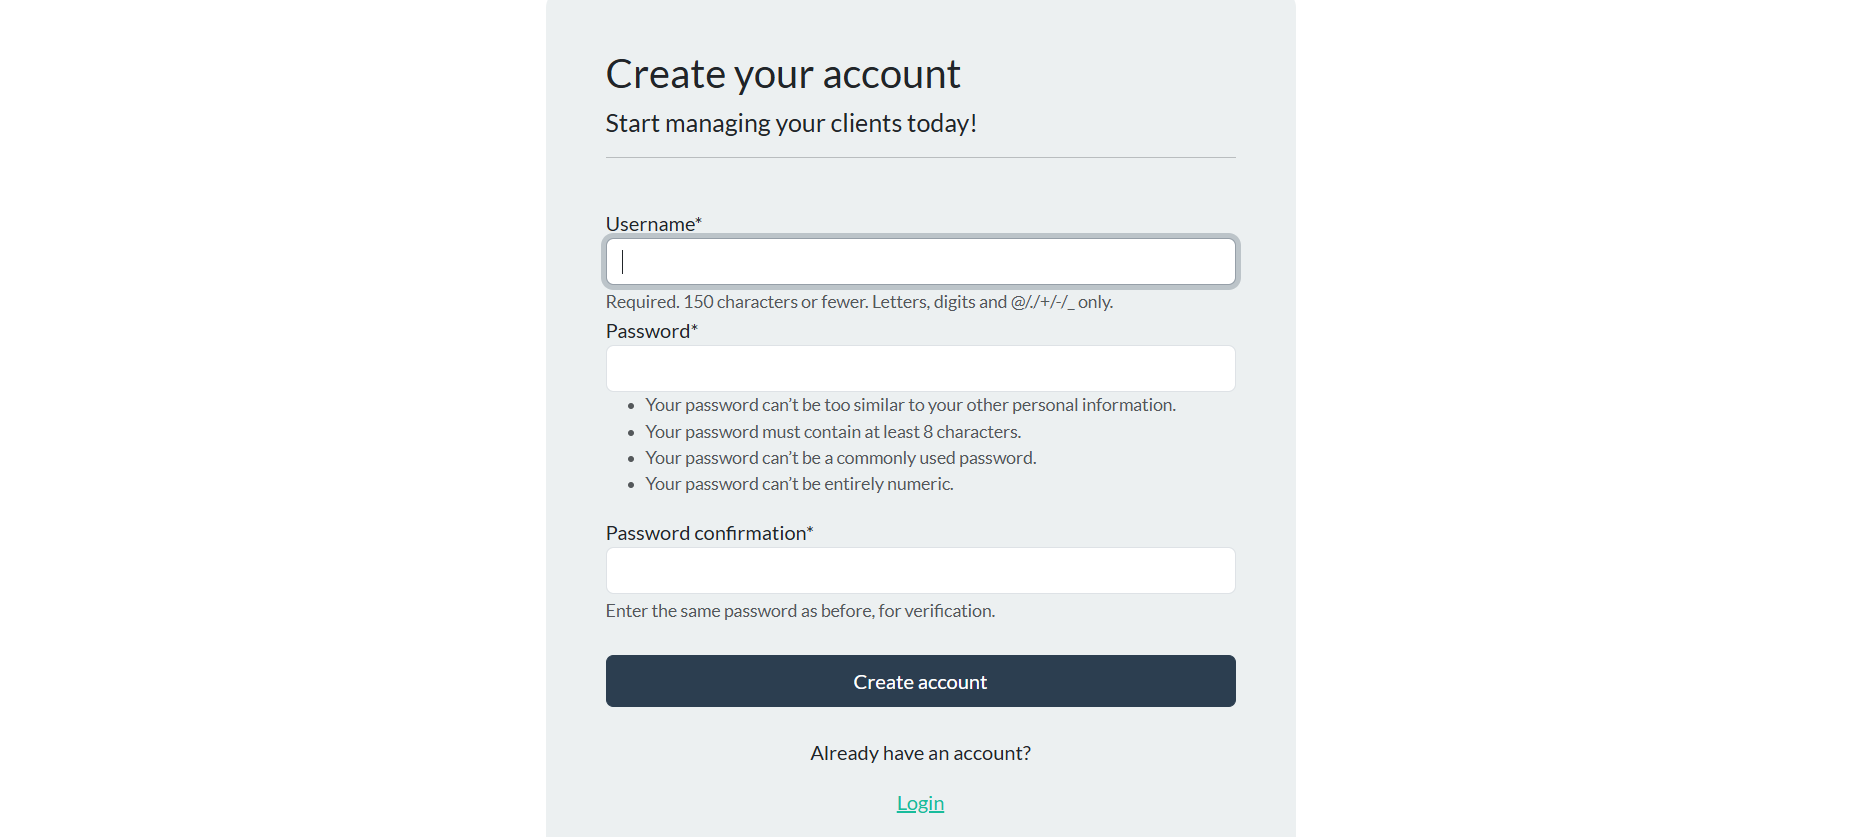 Create your account
Start managing your clients today!
Username*
Required. 150 characters or fewer. Letters, digits and @/./+/-/_ only.
Password*
• Your password can’t be too similar to your other personal information.
• Your password must contain at least 8 characters.
• Your password can’t be a commonly used password.
• Your password can’t be entirely numeric.
Password confirmation*
Enter the same password as before, for verification.
Create account
Already have an account?
Login